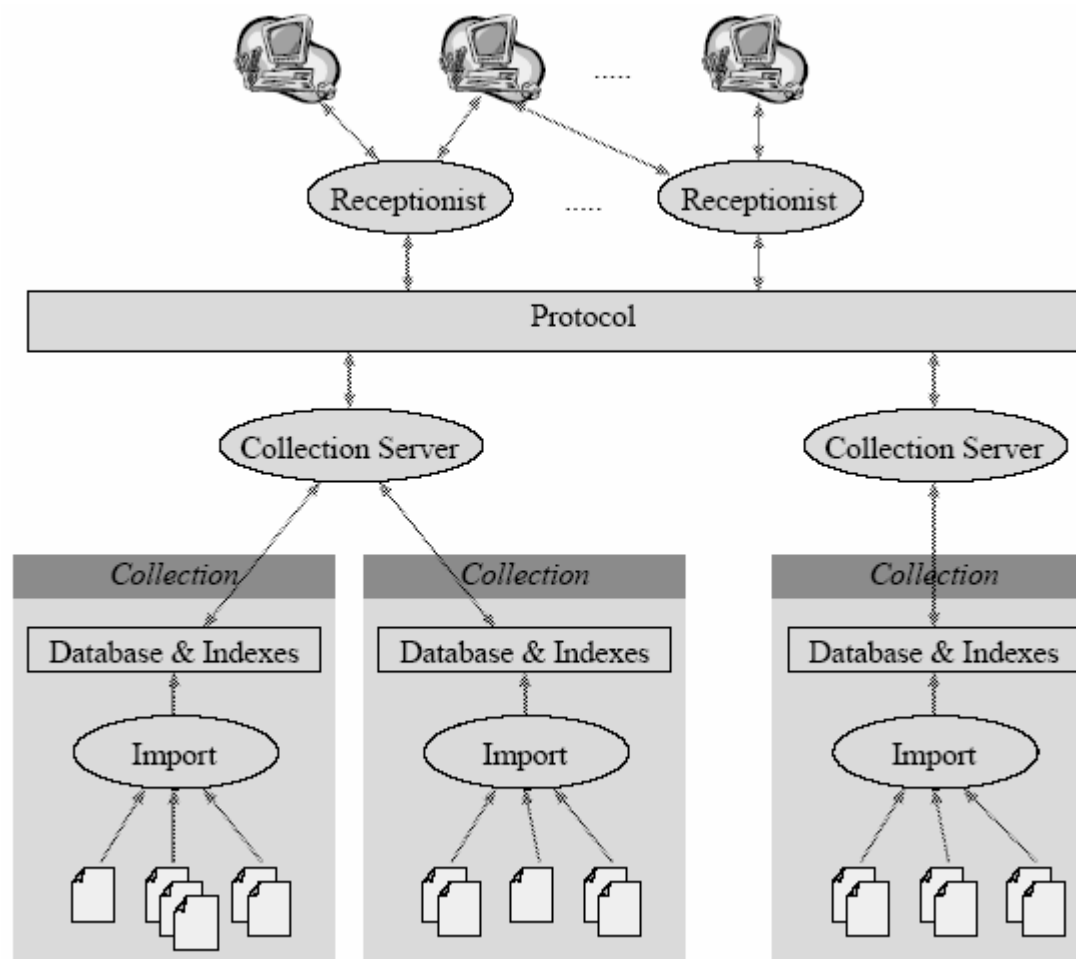 .....
Receptionist
.....
Receptionist
Protocol
Collection Server
Collection Server
Collection
Collection
Collection
Database & Indexes
Database & Indexes
Database & Indexes
Import
Import
Import